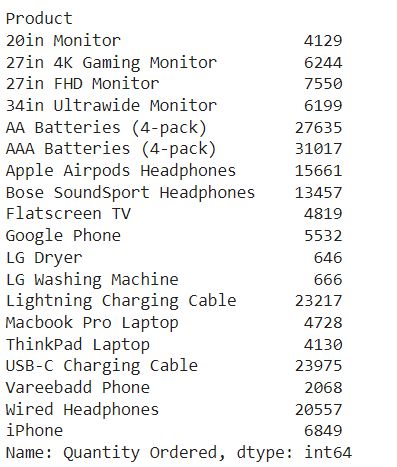 Product
20in Monitor 4129
27in 4K Gaming Monitor 6244
27in FHD Monitor 7550
34in Ultrawide Monitor 6199
AA Batteries (4-pack) 27635
AAA Batteries (4-pack) 31017
Apple Airpods Headphones 15661
Bose SoundSport Headphones 13457
Flatscreen TV 4819
Google Phone 5532
LG Dryer 646
LG Washing Machine 666
Lightning Charging Cable 23217
Macbook Pro Laptop 4728
ThinkPad Laptop 4130
USB-C Charging Cable 23975
Vareebadd Phone 2068
Wired Headphones 20557
iPhone 6849
Name: Quantity Ordered, dtype: int64